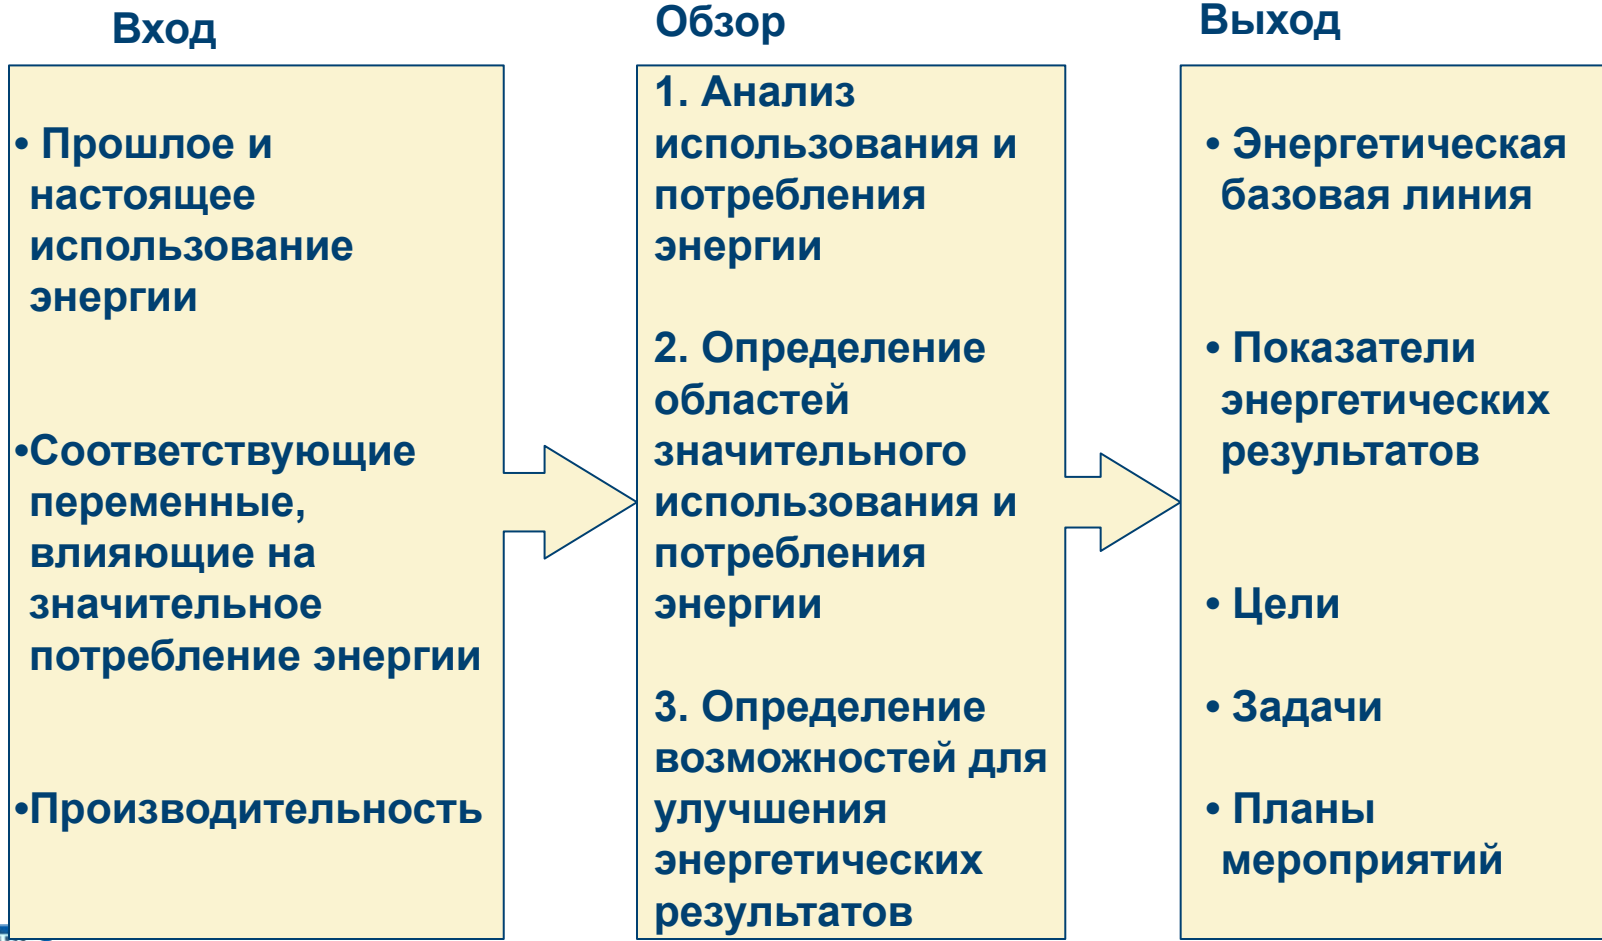 Вход
• Прошлое и
настоящее
использование
энергии
•Соответствующие
переменные,
влияющие на
значительное
потребление энергии
•Производительность
Обзор
1. Анализ
использования и
потребления
энергии
2. Определение
областей
значительного
использования и
потребления
энергии
3. Определение
возможностей для
улучшения
энергетических
результатов
Выход
• Энергетическая
базовая линия
• Показатели
энергетических
результатов
• Цели
• Задачи
• Планы
мероприятий